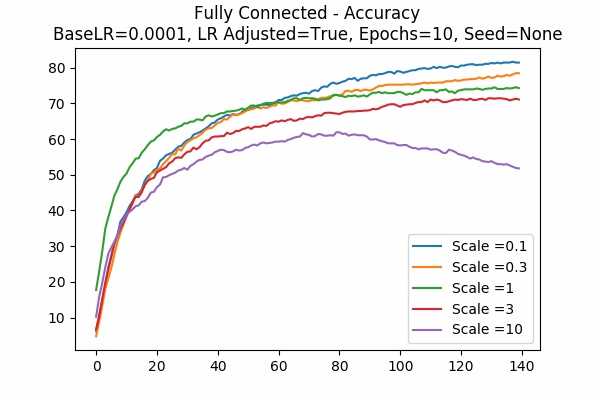 Fully Connected - Accuracy
BaseLR=0.0001, LR Adjusted=True, Epochs=10, Seed=None
80
70
60
50
40
30
20
10
Scale =0.1
Scale =0.3
Scale =1
Scale =3
Scale =10
0 20 40 60 80 100 120 140